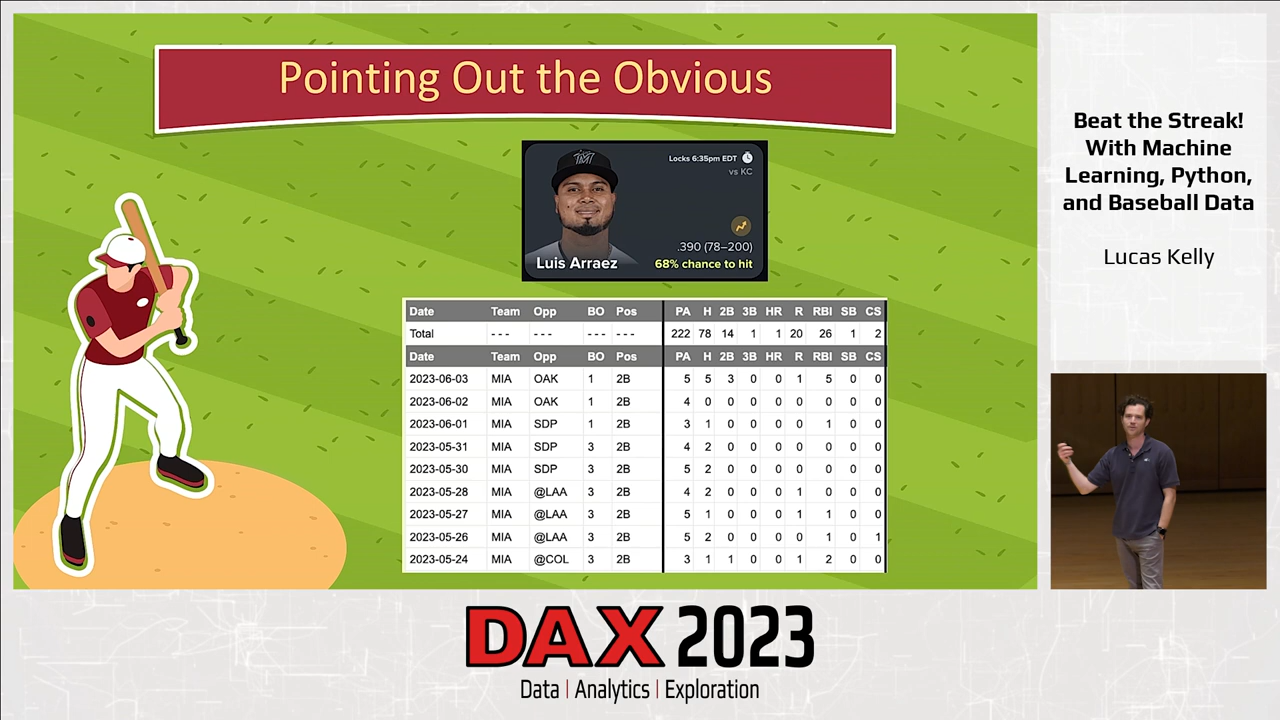 Pointing Out the Obvious
Locks 6:35pm EDT
vs KC
.390 (78–200)
Luis Arraez
68% chance to hit
Date Team Opp BO Pos PA H 2B 3B HR R RBI SB CS
Total --- --- --- --- 222 78 14 1 1 20 26 1 2
Date Team Opp BO Pos PA H 2B 3B HR R RBI SB CS
2023-06-03 MIA OAK 1 2B 5 5 3 0 0 1 5 0 0
2023-06-02 MIA OAK 1 2B 4 0 0 0 0 0 0 0 0
2023-06-01 MIA SDP 1 2B 3 1 0 0 0 0 1 0 0
2023-05-31 MIA SDP 3 2B 4 2 0 0 0 0 0 0 0
2023-05-30 MIA SDP 3 2B 5 2 0 0 0 0 0 0 0
2023-05-28 MIA @LAA 3 2B 4 2 0 0 0 1 0 0 0
2023-05-27 MIA @LAA 3 2B 5 1 0 0 0 1 1 0 0
2023-05-26 MIA @LAA 3 2B 5 2 0 0 0 0 1 0 1
2023-05-24 MIA @COL 3 2B 3 1 1 0 0 1 2 0 0
Beat the Streak!
With Machine
Learning, Python,
and Baseball Data
Lucas Kelly
DAX 2023
Data | Analytics | Exploration